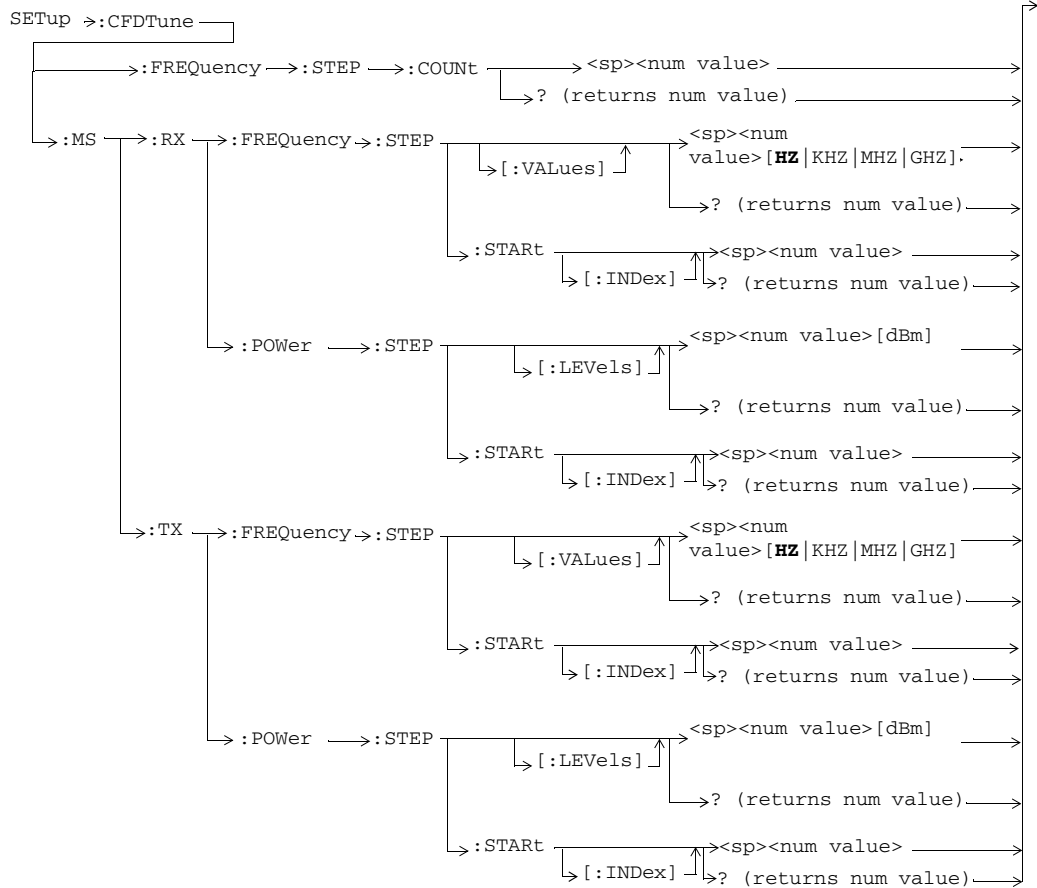 SETup :CFDTune
:FREQuency :STEP :COUNt <sp><num value>
? (returns num value)
:MS :RX :FREQuency :STEP <sp><num
value>[HZ|KHZ|MHZ|GHZ]
[:VALues]
? (returns num value)
:STARt <sp><num value>
[:INDex] ? (returns num value)
:POWer :STEP <sp><num value>[dBm]
[:LEVels]
? (returns num value)
:STARt <sp><num value>
[:INDex] ? (returns num value)
:TX :FREQuency :STEP <sp><num
value>[HZ|KHZ|MHZ|GHZ]
[:VALues]
? (returns num value)
:STARt <sp><num value>
[:INDex] ? (returns num value)
:POWer :STEP <sp><num value>[dBm]
[:LEVels]
? (returns num value)
:STARt <sp><num value>
[:INDex] ? (returns num value)